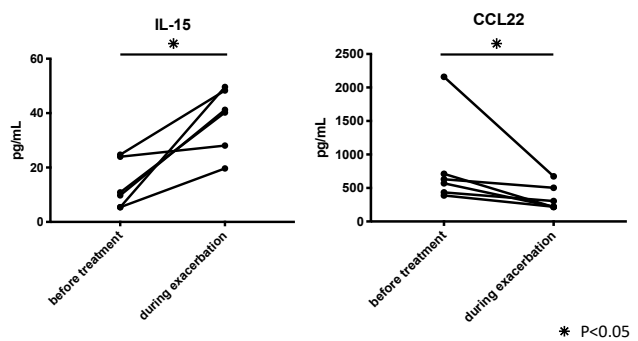 IL-15
*
60
40
20
0
pg/mL
before treatment
during exacerbation
CCL22
*
2500
2000
1500
1000
500
0
pg/mL
before treatment
during exacerbation
* P<0.05